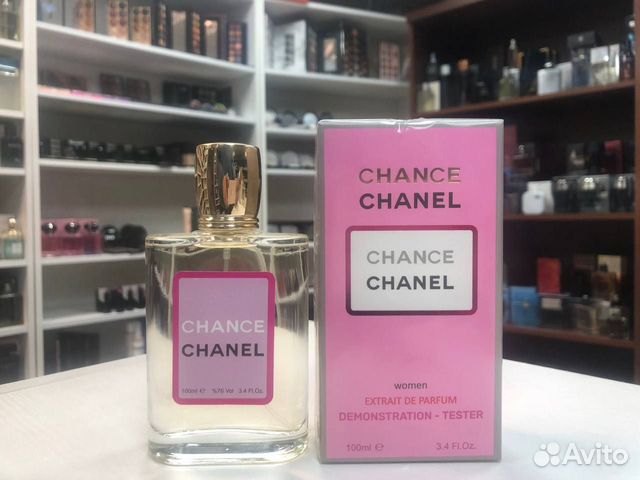 CHANCE
CHANEL
100ml e %76 Vor 3.4 Fl.Oz.
CHANCE
CHANEL
CHANCE
CHANEL
women
EXTRAIT DE PARFUM
DEMONSTRATION - TESTER
100ml e 3.4 Fl.Oz.
Avito